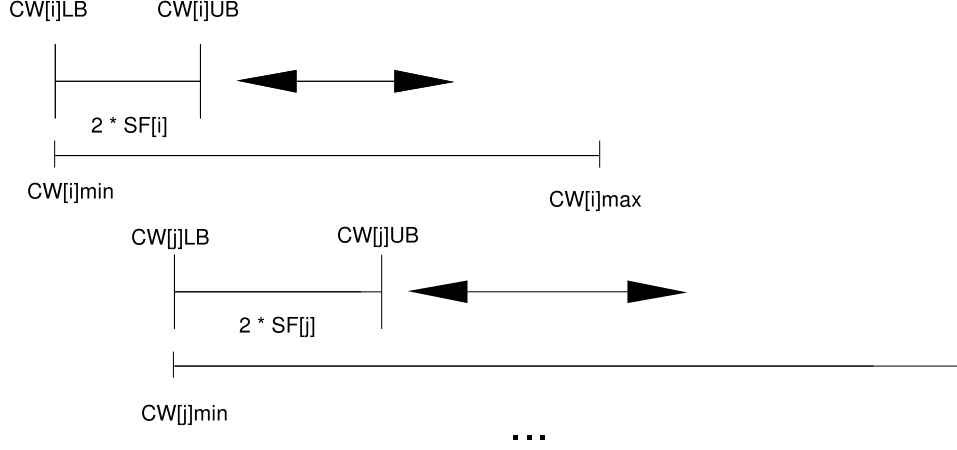 CW[i]LB CW[i]UB
2 * SF[i]
CW[i]min CW[i]max
CW[j]LB CW[j]UB
2 * SF[j]
CW[j]min
...